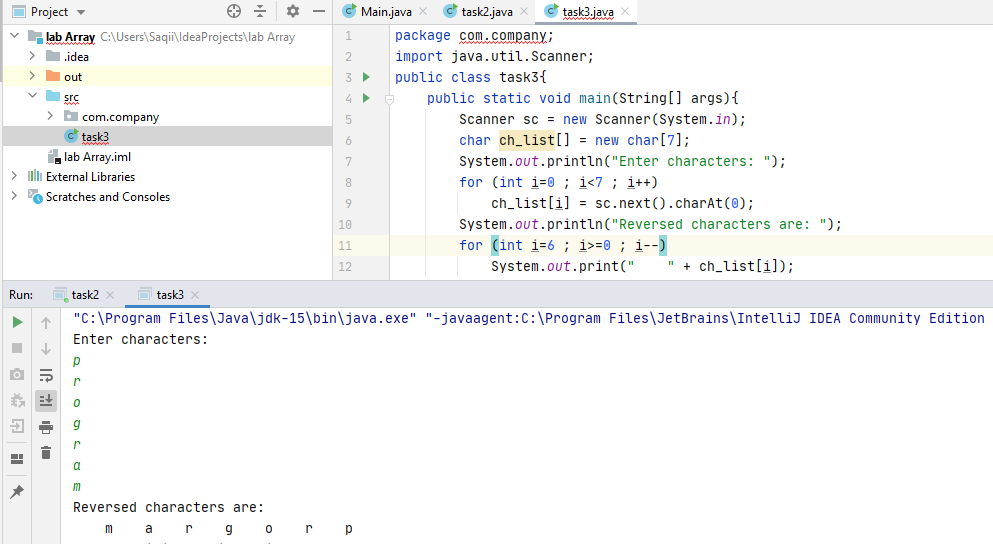 Project
lab Array C:\Users\Saqii\IdeaProjects\lab Array
.idea
out
src
com.company
task3
lab Array.iml
External Libraries
Scratches and Consoles
Main.java
task2.java
task3.java
1 package com.company;
2 import java.util.Scanner;
3 public class task3{
4 public static void main(String[] args){
5 Scanner sc = new Scanner(System.in);
6 char ch_list[] = new char[7];
7 System.out.println("Enter characters: ");
8 for (int i=0 ; i<7 ; i++)
9 ch_list[i] = sc.next().charAt(0);
10 System.out.println("Reversed characters are: ");
11 for (int i=6 ; i>=0 ; i--)
12 System.out.print("    " + ch_list[i]);
Run: task2 task3
"C:\Program Files\Java\jdk-15\bin\java.exe" "-javaagent:C:\Program Files\JetBrains\IntelliJ IDEA Community Edition
Enter characters:
p
r
o
g
r
a
m
Reversed characters are:
m a r g o r p